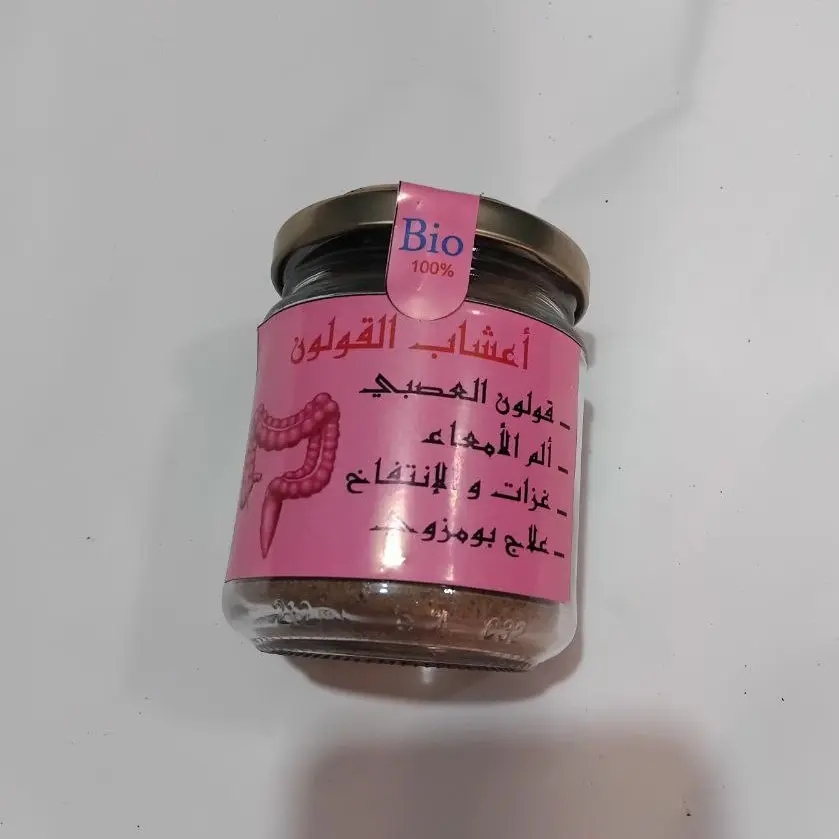 Bio
100%
أعشاب القولون
- قولون العصبي
- ألم الأمعاء
- غزات و الإنتفاخ
- علاج بومزوي